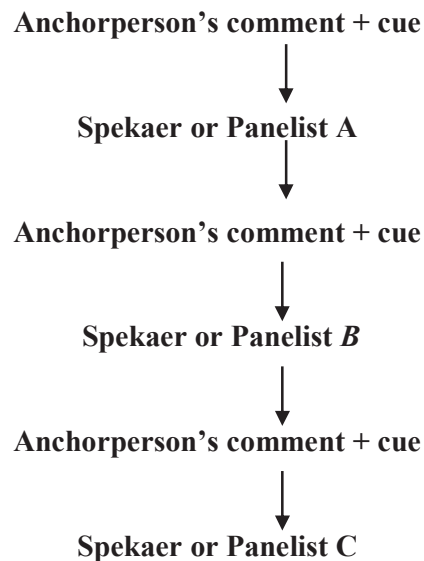 Anchorperson’s comment + cue
Spekaer or Panelist A
Anchorperson’s comment + cue
Spekaer or Panelist B
Anchorperson’s comment + cue
Spekaer or Panelist C